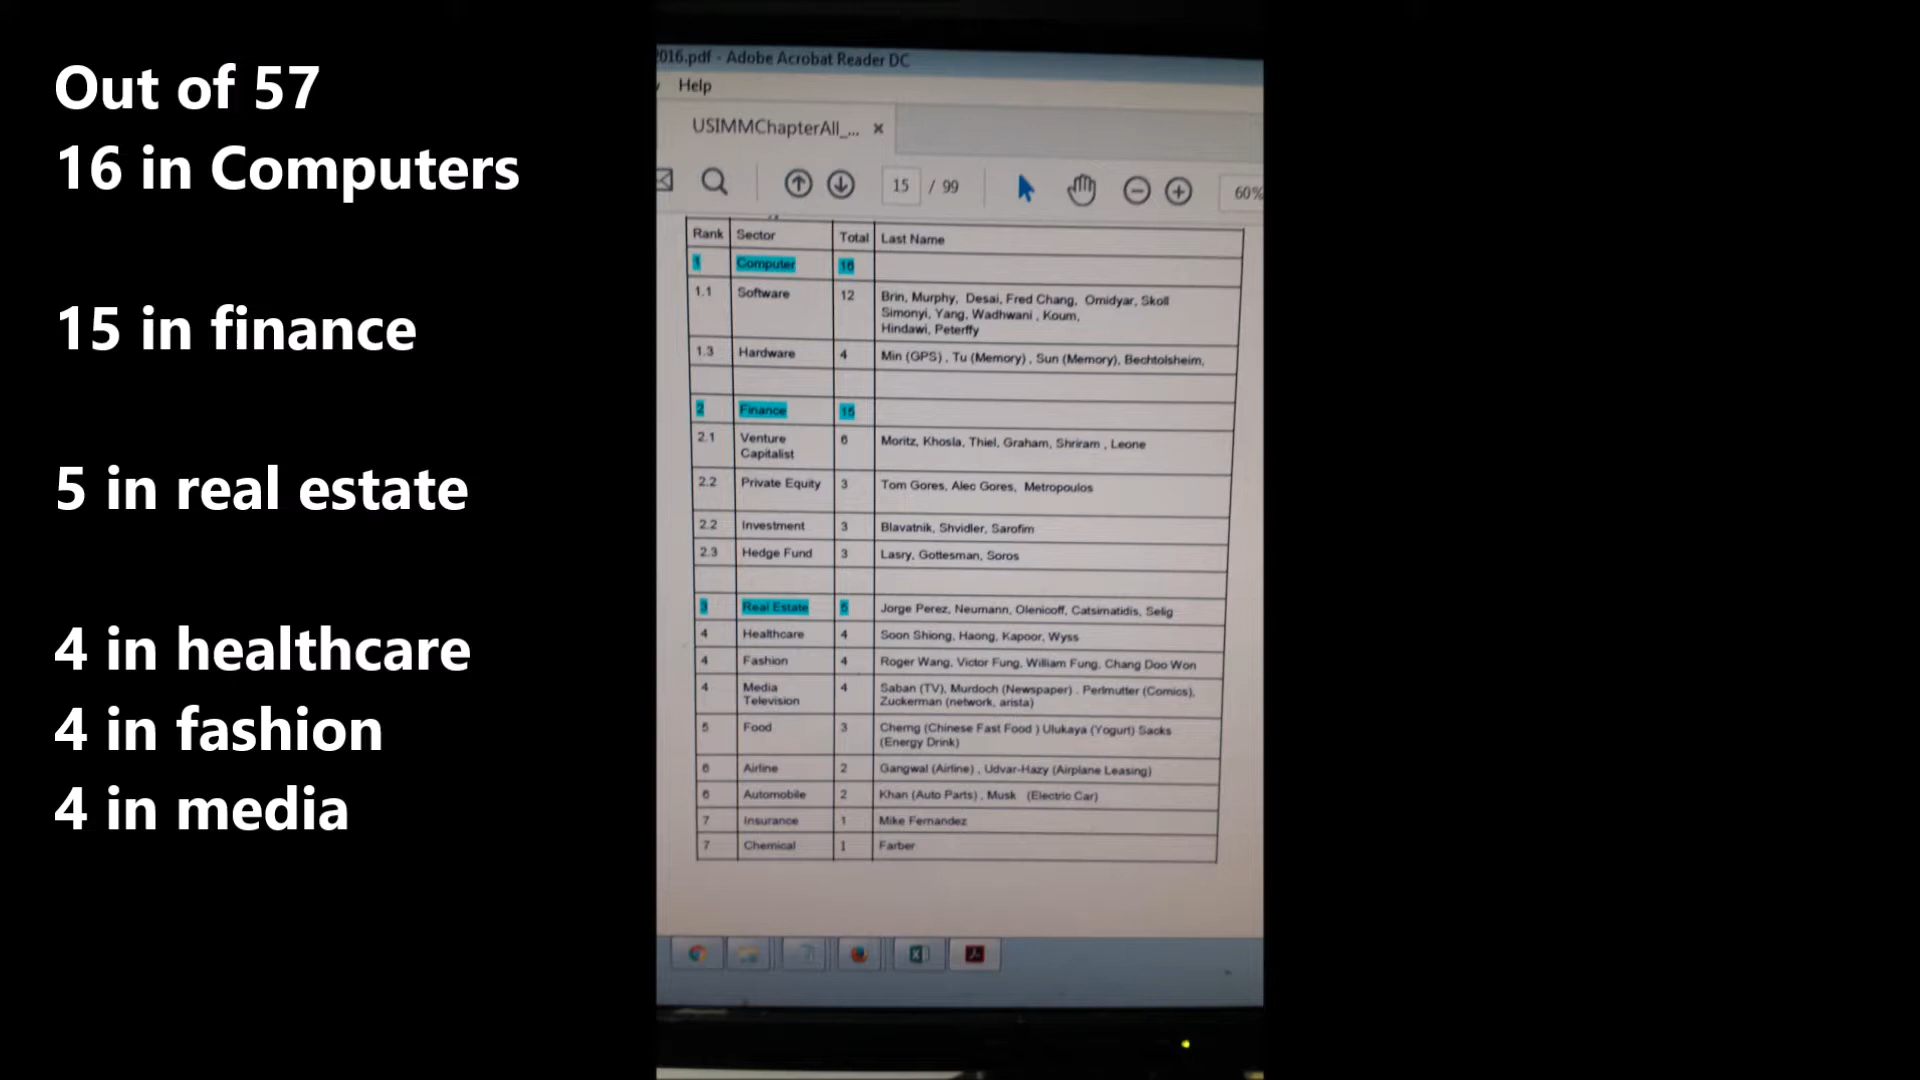 Out of 57
16 in Computers
15 in finance
5 in real estate
4 in healthcare
4 in fashion
4 in media
2016.pdf - Adobe Acrobat Reader DC
Help
USIMMChapterAll_... ×
15 / 99
60%
Rank Sector Total Last Name
1 Computer 16
1.1 Software 12 Brin, Murphy, Desai, Fred Chang, Omidyar, Skoll
Simonyi, Yang, Wadhwani , Koum,
Hindawi, Peterffy
1.3 Hardware 4 Min (GPS) , Tu (Memory) , Sun (Memory), Bechtolsheim,
2 Finance 15
2.1 Venture 6 Moritz, Khosla, Thiel, Graham, Shriram , Leone
Capitalist
2.2 Private Equity 3 Tom Gores, Alec Gores, Metropoulos
2.2 Investment 3 Blavatnik, Shvidler, Sarofim
2.3 Hedge Fund 3 Lasry, Gottesman, Soros
3 Real Estate 5 Jorge Perez, Neumann, Olenicoff, Catsimatidis, Selig
4 Healthcare 4 Soon Shiong, Haong, Kapoor, Wyss
4 Fashion 4 Roger Wang, Victor Fung, William Fung, Chang Doo Won
4 Media 4 Saban (TV), Murdoch (Newspaper) . Perlmutter (Comics),
Television Zuckerman (network, arista)
5 Food 3 Cherng (Chinese Fast Food ) Ulukaya (Yogurt) Sacks
(Energy Drink)
6 Airline 2 Gangwal (Airline) , Udvar-Hazy (Airplane Leasing)
6 Automobile 2 Khan (Auto Parts) , Musk (Electric Car)
7 Insurance 1 Mike Fernandez
7 Chemical 1 Farber